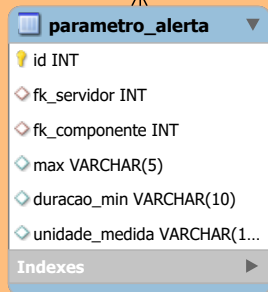 parametro_alerta
id INT
fk_servidor INT
fk_componente INT
max VARCHAR(5)
duracao_min VARCHAR(10)
unidade_medida VARCHAR(1...
Indexes